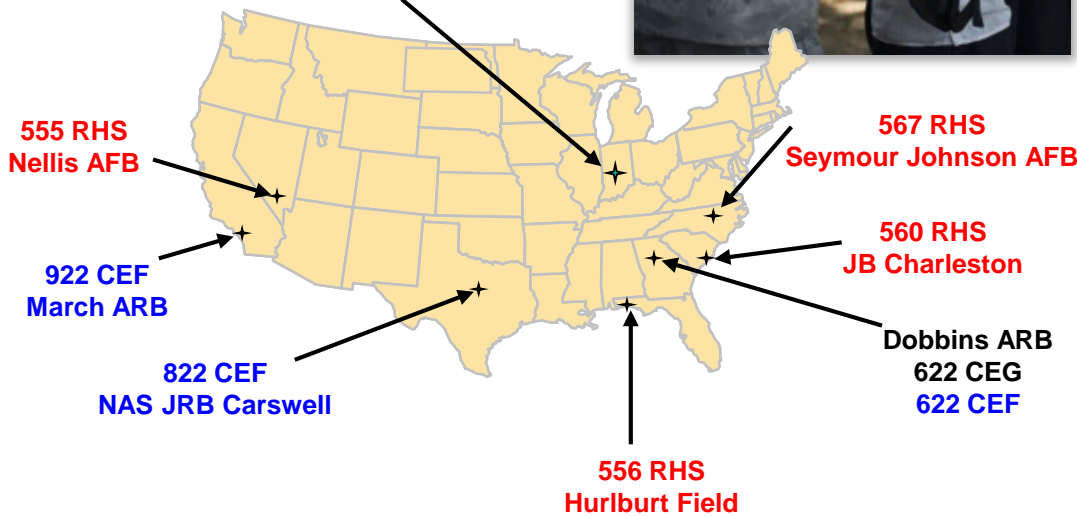 555 RHS
Nellis AFB
567 RHS
Seymour Johnson AFB
560 RHS
JB Charleston
922 CEF
March ARB
Dobbins ARB
622 CEG
622 CEF
822 CEF
NAS JRB Carswell
556 RHS
Hurlburt Field